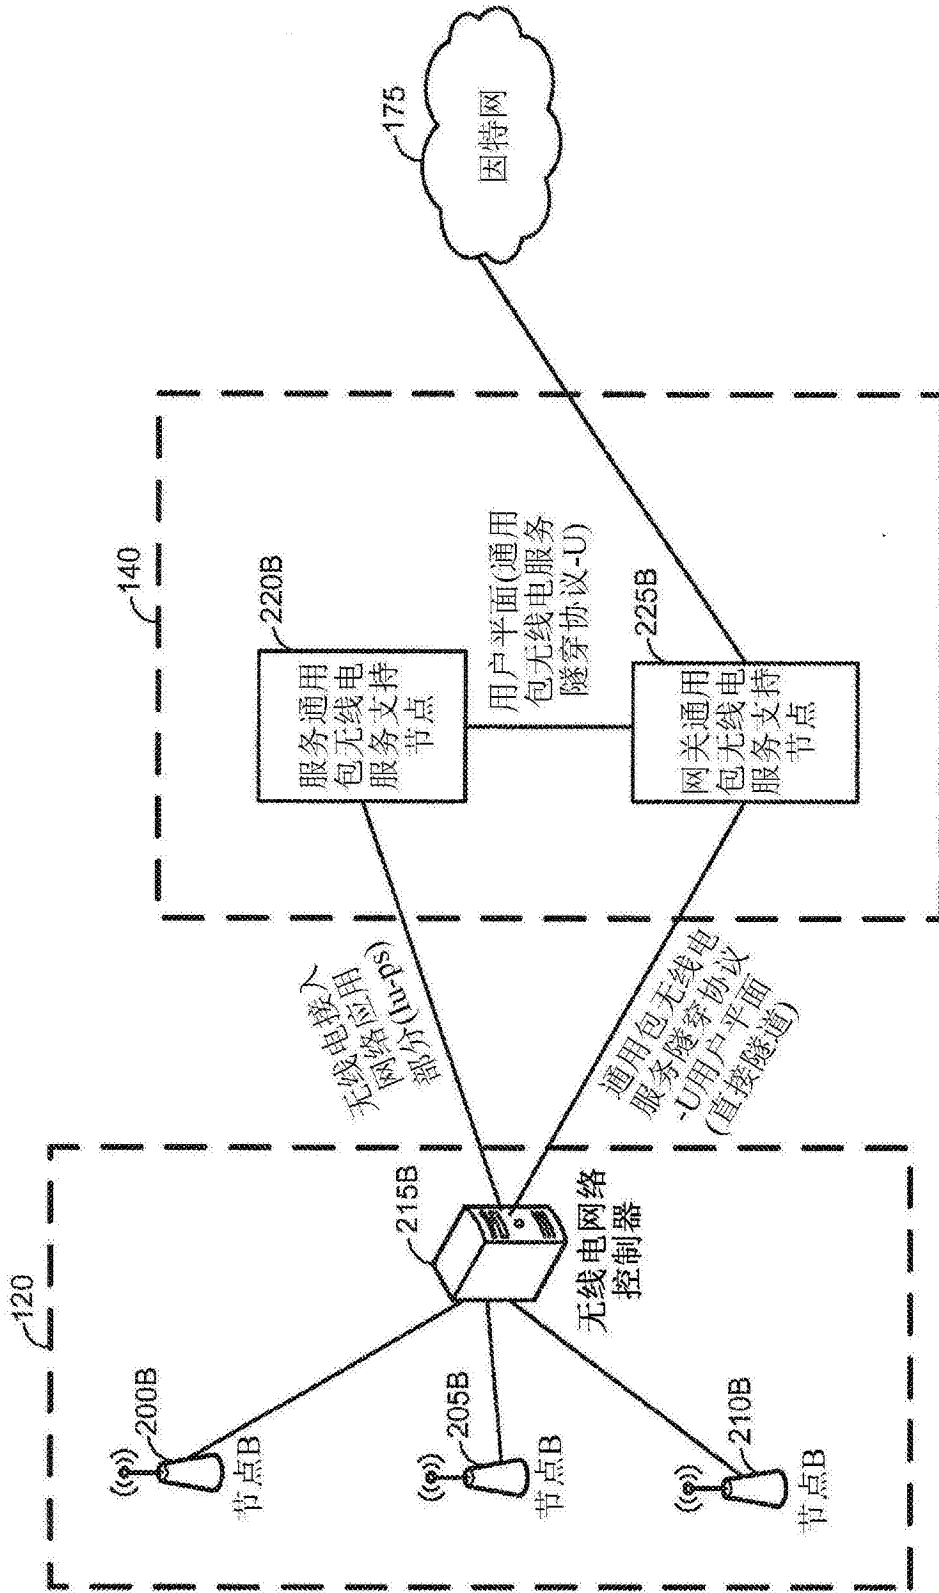 120
200B
节点B
205B
节点B
210B
节点B
215B
无线电网络
控制器
无线电接入
网络应用
部分(Iu-ps)
通用包无线电
服务隧穿协议
-U用户平面
(直接隧道)
140
220B
服务通用
包无线电
服务支持
节点
用户平面(通用
包无线电服务
隧穿协议-U)
225B
网关通用
包无线电
服务支持
节点
175
因特网